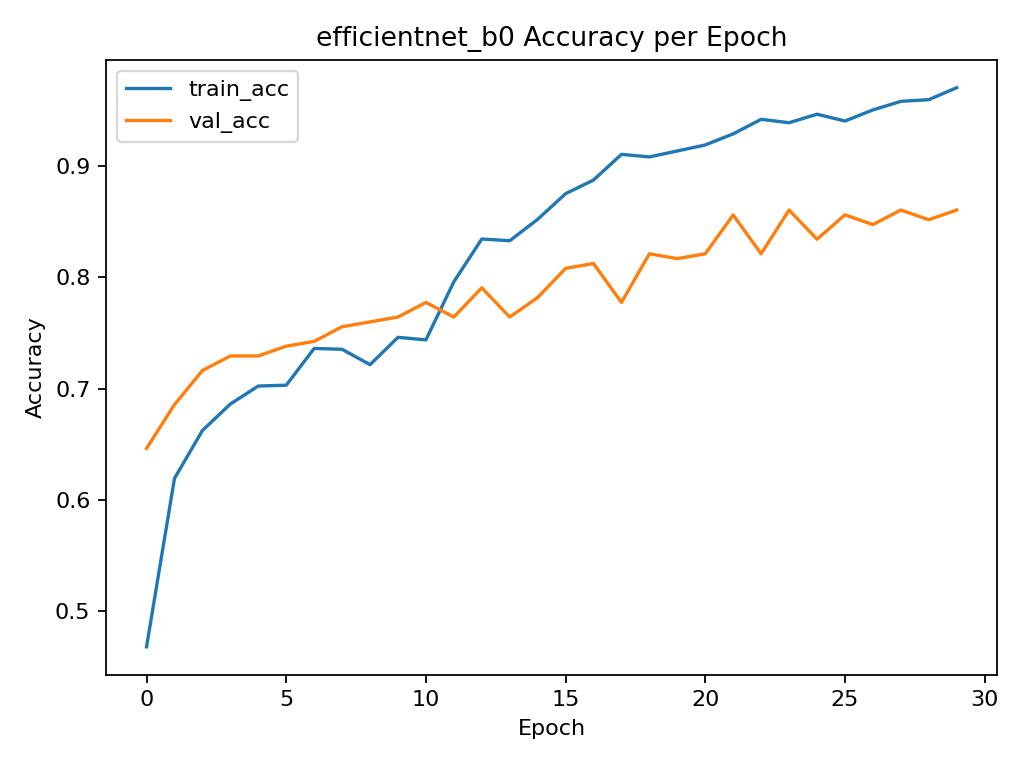 efficientnet_b0 Accuracy per Epoch
train_acc
val_acc
Accuracy
0.9
0.8
0.7
0.6
0.5
0 5 10 15 20 25 30
Epoch